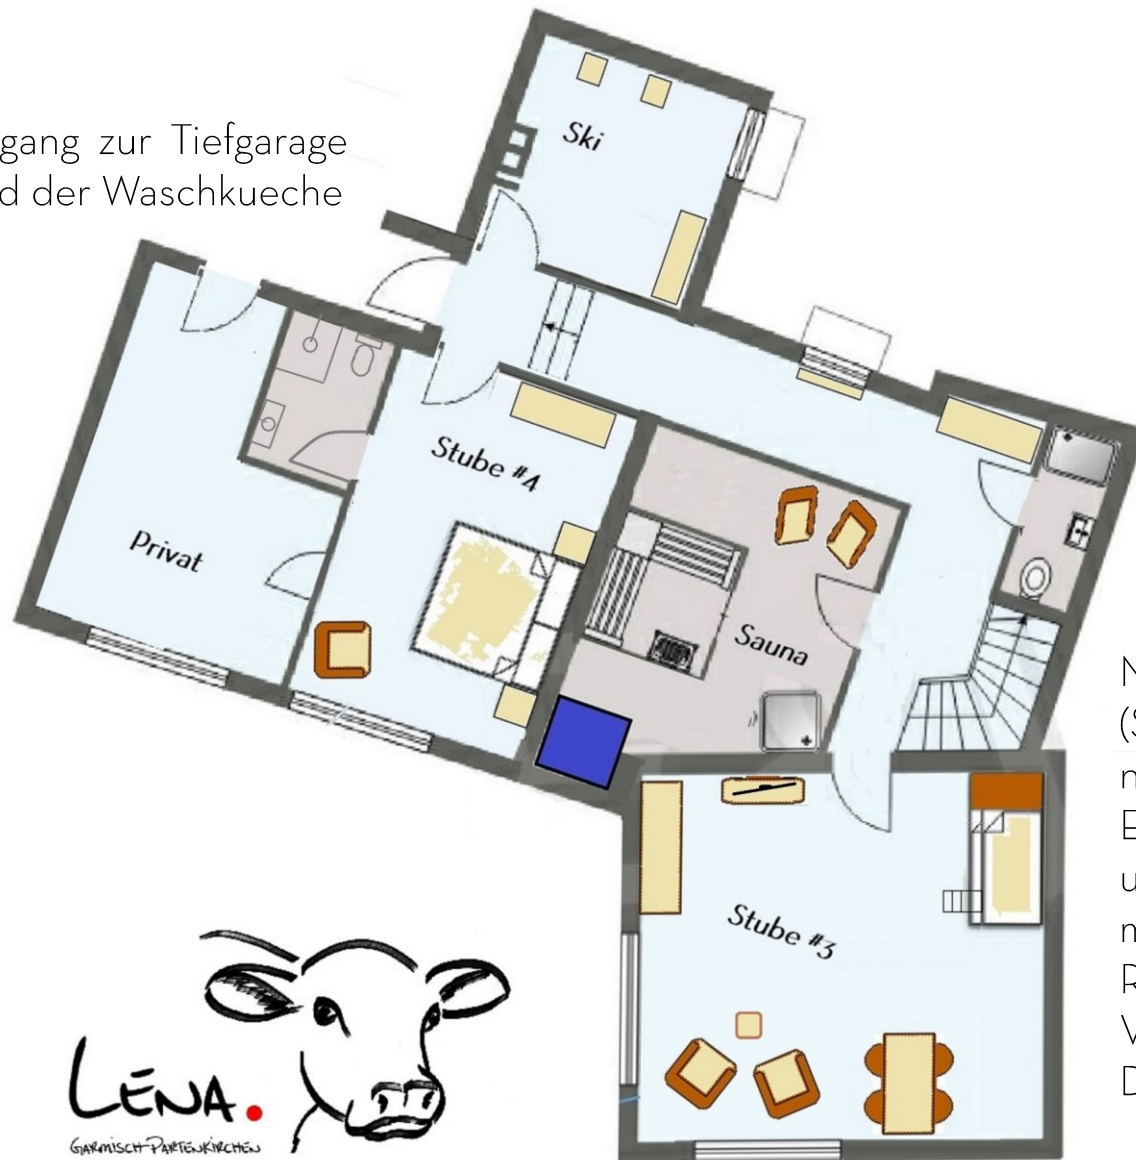 gang zur Tiefgarage
d der Waschkueche
Ski
Stube #4
Privat
Sauna
Stube #3
LENA.
GARMISCH-PARTENKIRCHEN